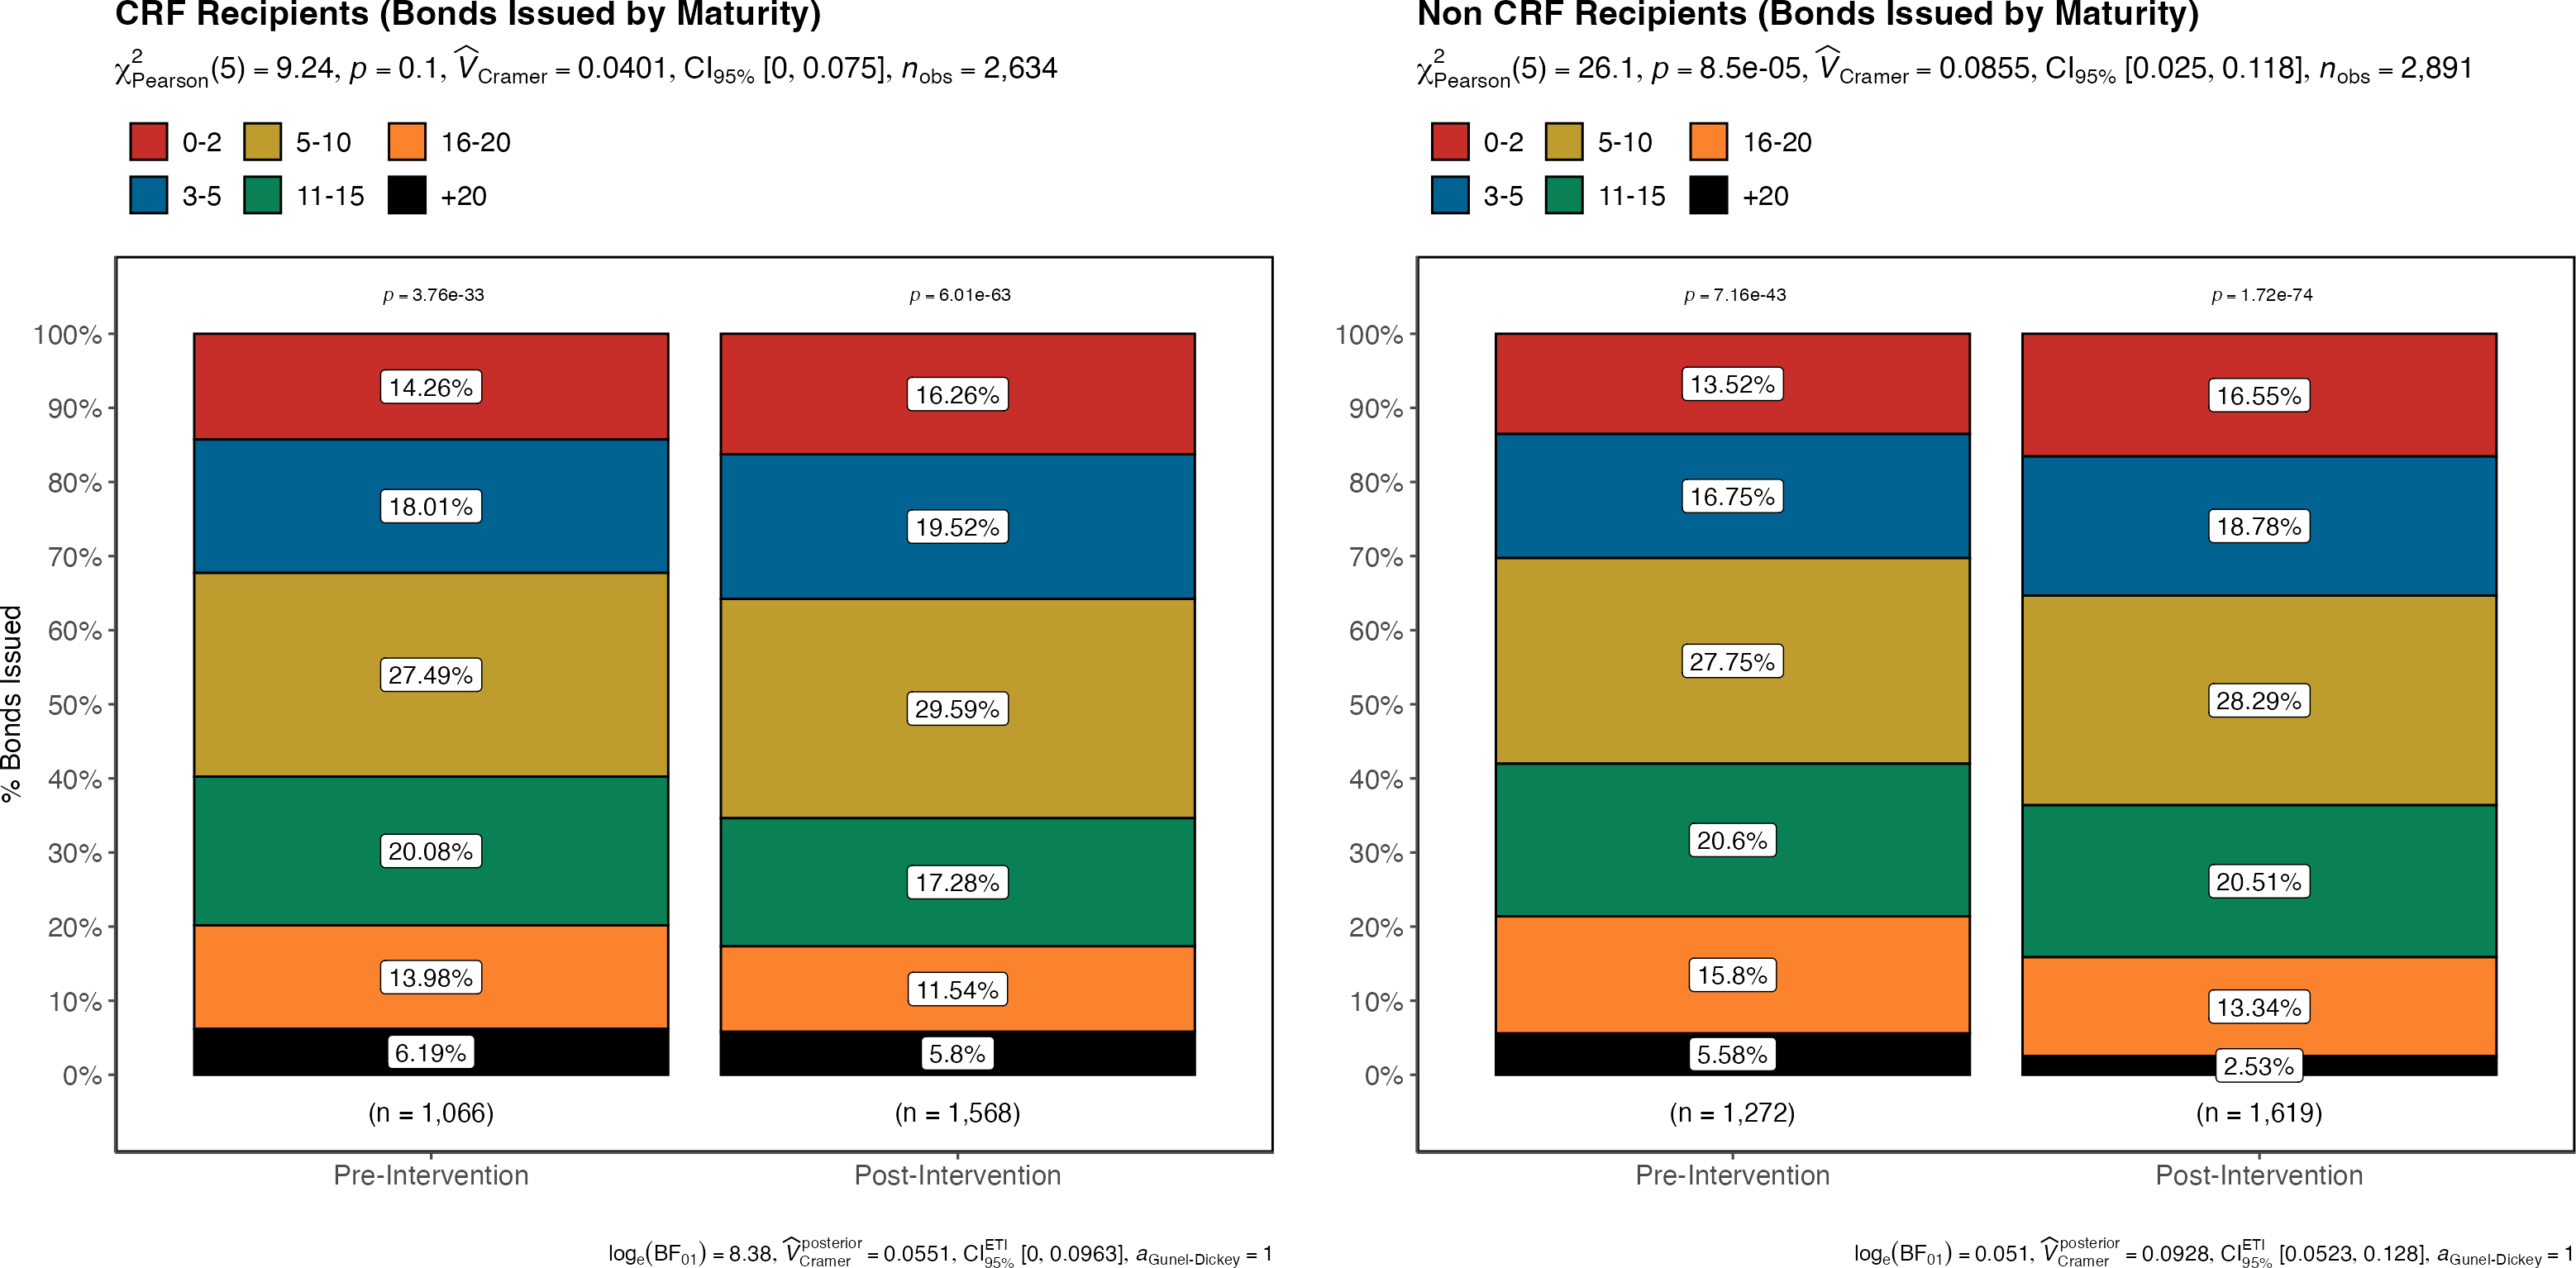 CRF Recipients (Bonds Issued by Maturity)
χ²Pearson(5) = 9.24, p = 0.1, V̂Cramer = 0.0401, CI95% [0, 0.075], nobs = 2,634
0-2 5-10 16-20
3-5 11-15 +20
% Bonds Issued
p = 3.76e-33 p = 6.01e-63
100%
90%
80%
70%
60%
50%
40%
30%
20%
10%
0%
14.26%
18.01%
27.49%
20.08%
13.98%
6.19%
(n = 1,066)
Pre-Intervention
16.26%
19.52%
29.59%
17.28%
11.54%
5.8%
(n = 1,568)
Post-Intervention
loge(BF01) = 8.38, V̂posteriorCramer = 0.0551, CIETI95% [0, 0.0963], aGunel-Dickey = 1
Non CRF Recipients (Bonds Issued by Maturity)
χ²Pearson(5) = 26.1, p = 8.5e-05, V̂Cramer = 0.0855, CI95% [0.025, 0.118], nobs = 2,891
0-2 5-10 16-20
3-5 11-15 +20
p = 7.16e-43 p = 1.72e-74
100%
90%
80%
70%
60%
50%
40%
30%
20%
10%
0%
13.52%
16.75%
27.75%
20.6%
15.8%
5.58%
(n = 1,272)
Pre-Intervention
16.55%
18.78%
28.29%
20.51%
13.34%
2.53%
(n = 1,619)
Post-Intervention
loge(BF01) = 0.051, V̂posteriorCramer = 0.0928, CIETI95% [0.0523, 0.128], aGunel-Dickey = 1